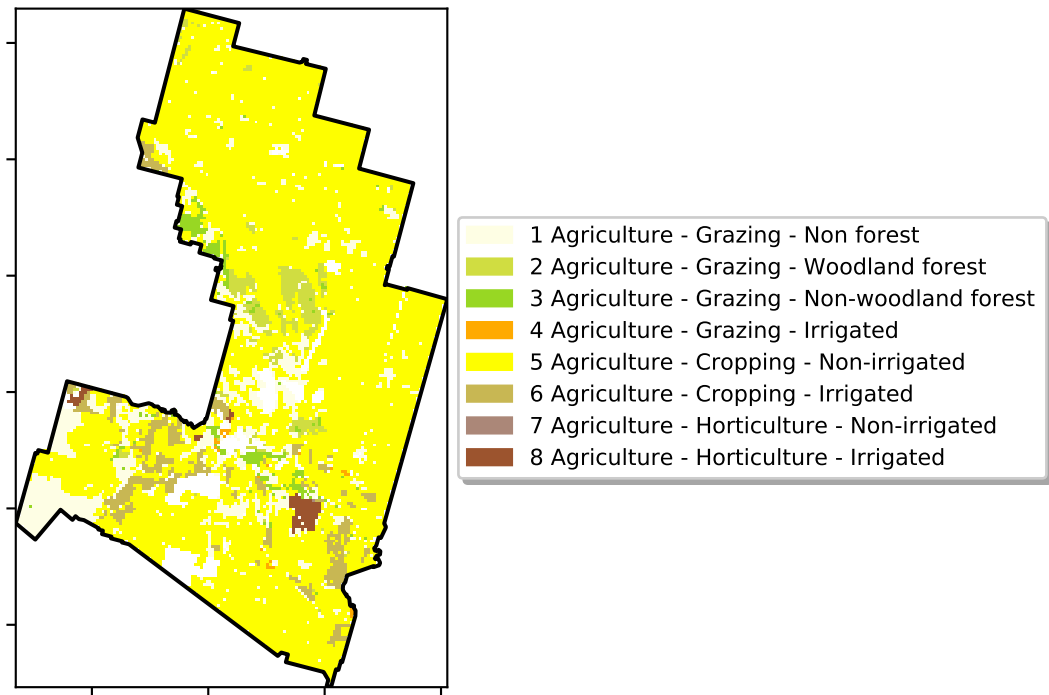 1 Agriculture - Grazing - Non forest
2 Agriculture - Grazing - Woodland forest
3 Agriculture - Grazing - Non-woodland forest
4 Agriculture - Grazing - Irrigated
5 Agriculture - Cropping - Non-irrigated
6 Agriculture - Cropping - Irrigated
7 Agriculture - Horticulture - Non-irrigated
8 Agriculture - Horticulture - Irrigated